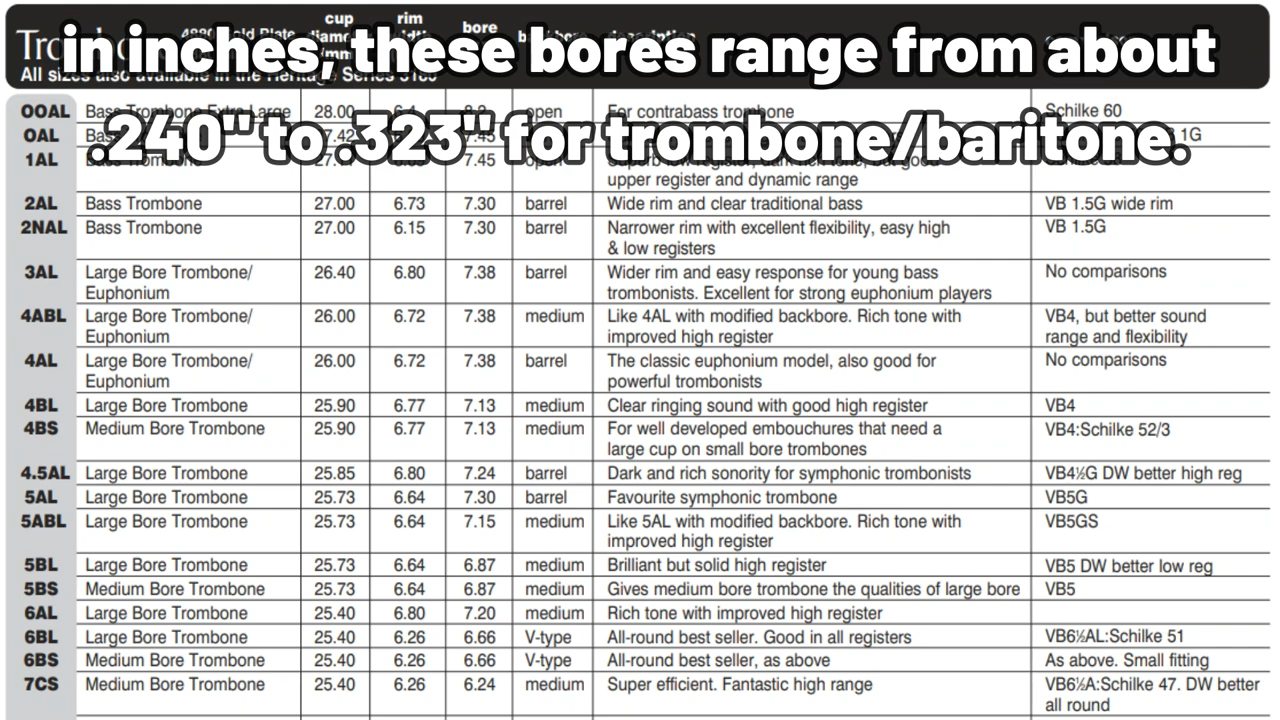 in inches, these bores range from about
.240" to .323" for trombone/baritone.
cup rim bore
All sizes also available in the Heritage Series 3180
OOAL Bass Trombone Extra Large 28.00 open For contrabass trombone Schilke 60
OAL 1G
1AL 7.45 open
upper register and dynamic range
2AL Bass Trombone 27.00 6.73 7.30 barrel Wide rim and clear traditional bass VB 1.5G wide rim
2NAL Bass Trombone 27.00 6.15 7.30 barrel Narrower rim with excellent flexibility, easy high VB 1.5G
& low registers
3AL Large Bore Trombone/ 26.40 6.80 7.38 barrel Wider rim and easy response for young bass No comparisons
Euphonium trombonists. Excellent for strong euphonium players
4ABL Large Bore Trombone/ 26.00 6.72 7.38 medium Like 4AL with modified backbore. Rich tone with VB4, but better sound
Euphonium improved high register range and flexibility
4AL Large Bore Trombone/ 26.00 6.72 7.38 barrel The classic euphonium model, also good for No comparisons
Euphonium powerful trombonists
4BL Large Bore Trombone 25.90 6.77 7.13 medium Clear ringing sound with good high register VB4
4BS Medium Bore Trombone 25.90 6.77 7.13 medium For well developed embouchures that need a VB4:Schilke 52/3
large cup on small bore trombones
4.5AL Large Bore Trombone 25.85 6.80 7.24 barrel Dark and rich sonority for symphonic trombonists VB4½G DW better high reg
5AL Large Bore Trombone 25.73 6.64 7.30 barrel Favourite symphonic trombone VB5G
5ABL Large Bore Trombone 25.73 6.64 7.15 medium Like 5AL with modified backbore. Rich tone with VB5GS
improved high register
5BL Large Bore Trombone 25.73 6.64 6.87 medium Brilliant but solid high register VB5 DW better low reg
5BS Medium Bore Trombone 25.73 6.64 6.87 medium Gives medium bore trombone the qualities of large bore VB5
6AL Large Bore Trombone 25.40 6.80 7.20 medium Rich tone with improved high register
6BL Large Bore Trombone 25.40 6.26 6.66 V-type All-round best seller. Good in all registers VB6½AL:Schilke 51
6BS Medium Bore Trombone 25.40 6.26 6.66 V-type All-round best seller, as above As above. Small fitting
7CS Medium Bore Trombone 25.40 6.26 6.24 medium Super efficient. Fantastic high range VB6½A:Schilke 47. DW better
all round